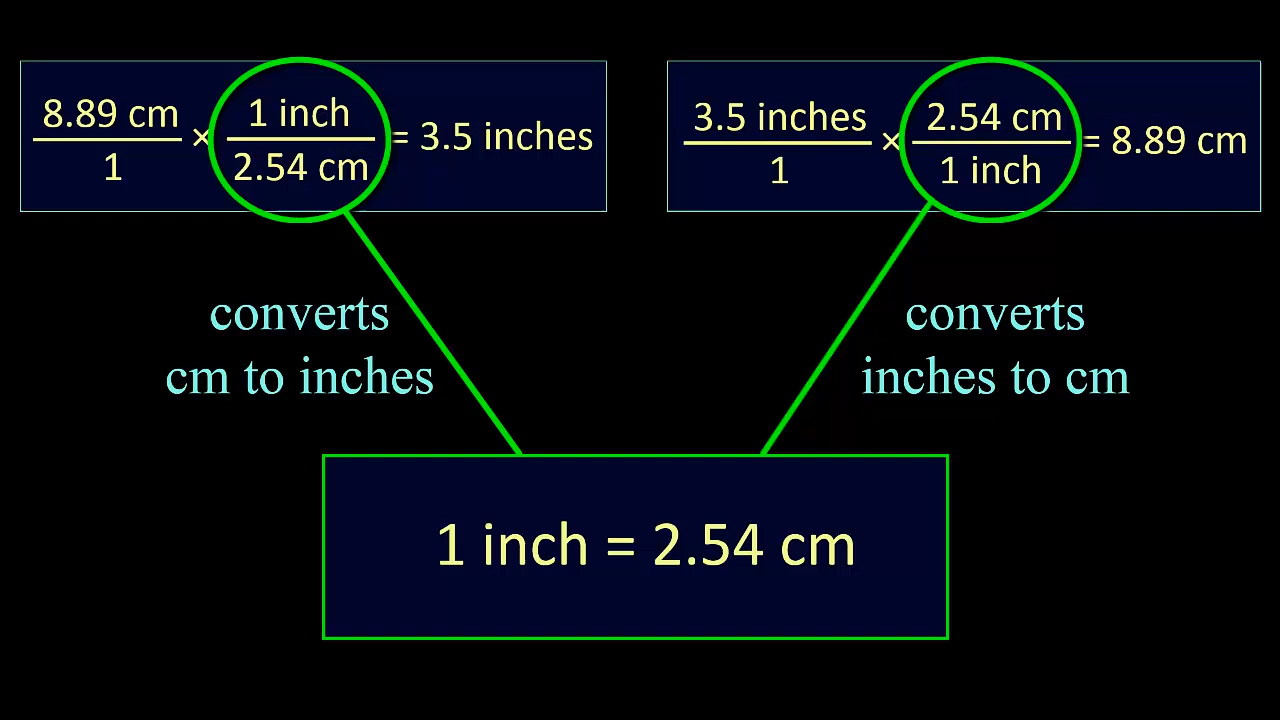 8.89 cm / 1 × 1 inch / 2.54 cm = 3.5 inches
3.5 inches / 1 × 2.54 cm / 1 inch = 8.89 cm
converts
cm to inches
converts
inches to cm
1 inch = 2.54 cm